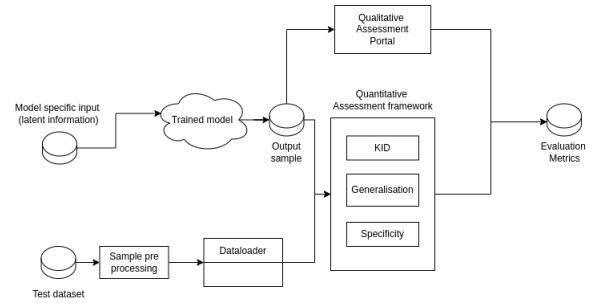 Qualitative
Assessment
Portal
Model specific input
(latent information)
Trained model
Output
sample
Quantitative
Assessment framework
KID
Generalisation
Specificity
Evaluation
Metrics
Sample pre
processing
Dataloader
Test dataset